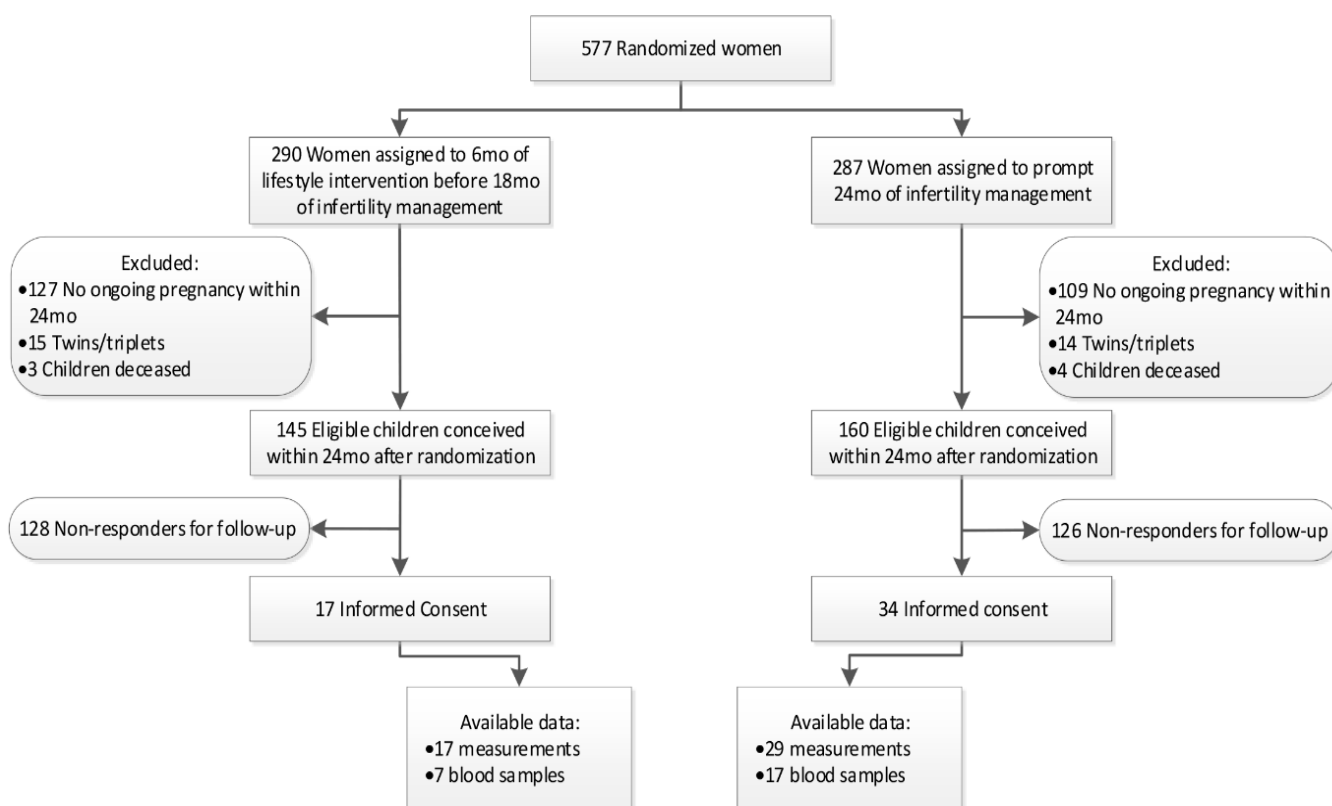 577 Randomized women
290 Women assigned to 6mo of
lifestyle intervention before 18mo
of infertility management
287 Women assigned to prompt
24mo of infertility management
Excluded:
•127 No ongoing pregnancy within
24mo
•15 Twins/triplets
•3 Children deceased
Excluded:
•109 No ongoing pregnancy within
24mo
•14 Twins/triplets
•4 Children deceased
145 Eligible children conceived
within 24mo after randomization
160 Eligible children conceived
within 24mo after randomization
128 Non-responders for follow-up
126 Non-responders for follow-up
17 Informed Consent
34 Informed consent
Available data:
•17 measurements
•7 blood samples
Available data:
•29 measurements
•17 blood samples